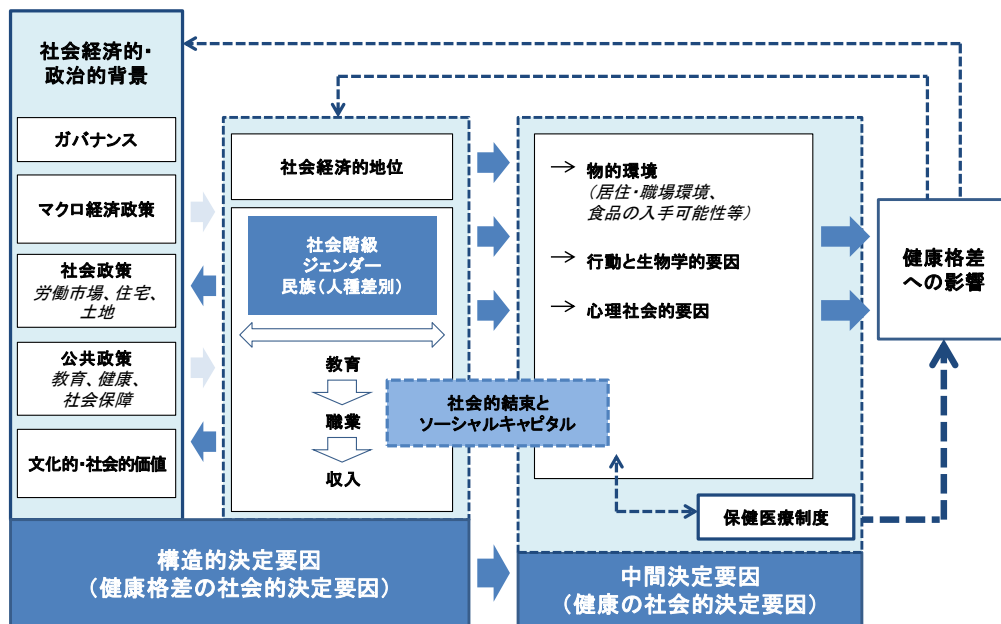 社会経済的・
政治的背景
ガバナンス
マクロ経済政策
社会政策
労働市場、住宅、
土地
公共政策
教育、健康、
社会保障
文化的・社会的価値
社会経済的地位
社会階級
ジェンダー
民族（人種差別）
教育
職業
収入
社会的結束と
ソーシャルキャピタル
物的環境
（居住・職場環境、
食品の入手可能性等）
行動と生物学的要因
心理社会的要因
保健医療制度
健康格差
への影響
構造的決定要因
（健康格差の社会的決定要因）
中間決定要因
（健康の社会的決定要因）